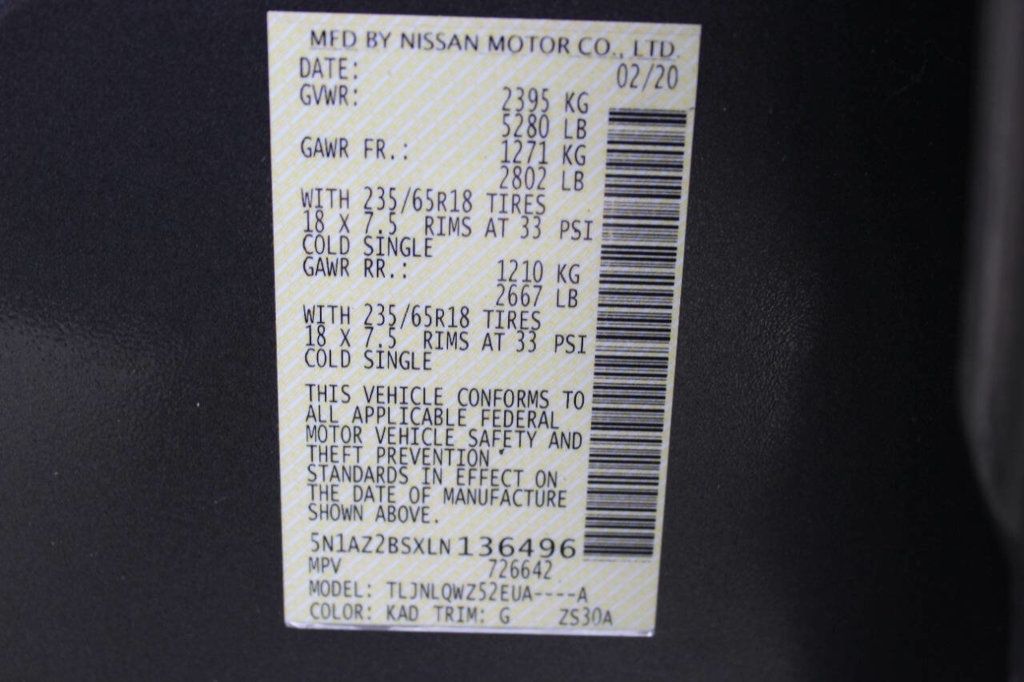 MFD BY NISSAN MOTOR CO., LTD.
DATE: 02/20
GVWR: 2395 KG
5280 LB
GAWR FR.: 1271 KG
2802 LB
WITH 235/65R18 TIRES
18 X 7.5 RIMS AT 33 PSI
COLD SINGLE
GAWR RR.: 1210 KG
2667 LB
WITH 235/65R18 TIRES
18 X 7.5 RIMS AT 33 PSI
COLD SINGLE
THIS VEHICLE CONFORMS TO
ALL APPLICABLE FEDERAL
MOTOR VEHICLE SAFETY AND
THEFT PREVENTION
STANDARDS IN EFFECT ON
THE DATE OF MANUFACTURE
SHOWN ABOVE.
5N1AZ2BSXLN136496
MPV 726642
MODEL: TLJNLQWZ52EUA----A
COLOR: KAD TRIM: G ZS30A